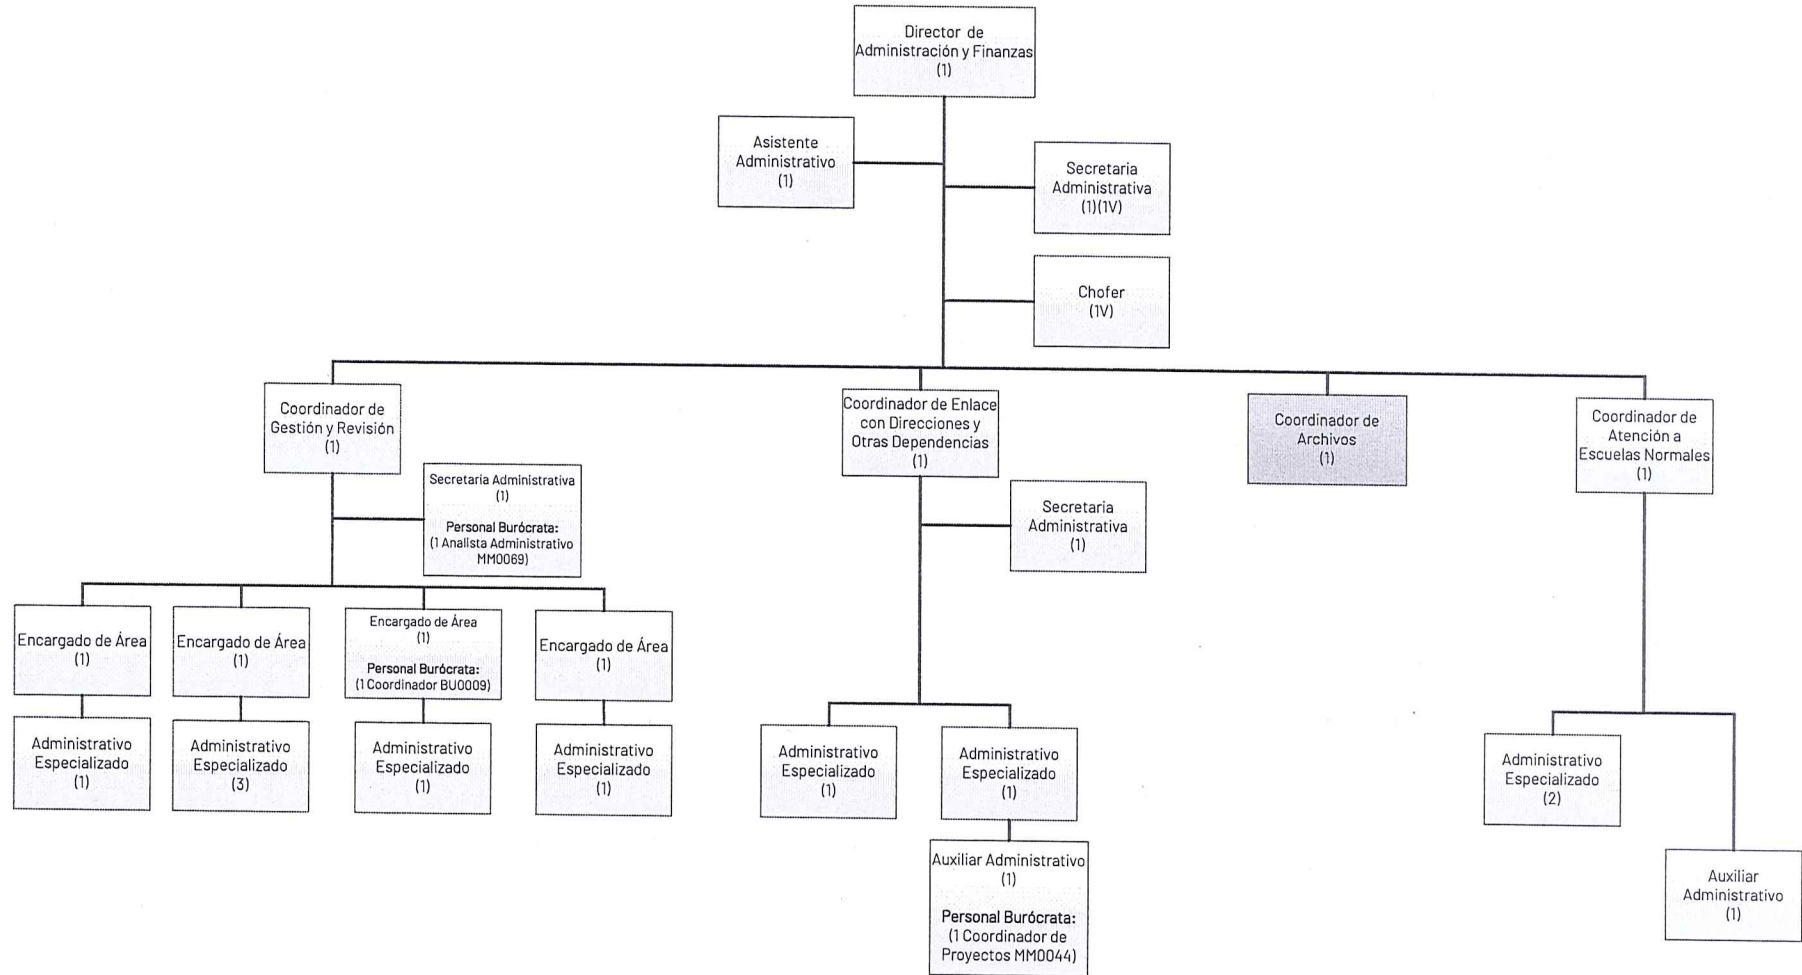 Director de
Administración y Finanzas
(1)
Asistente
Administrativo
(1)
Secretaria
Administrativa
(1)(1V)
Chofer
(1V)
Coordinador de
Gestión y Revisión
(1)
Coordinador de Enlace
con Direcciones y
Otras Dependencias
(1)
Coordinador de
Archivos
(1)
Coordinador de
Atención a
Escuelas Normales
(1)
Secretaria Administrativa
(1)
Personal Burócrata:
(1 Analista Administrativo
MM0069)
Secretaria
Administrativa
(1)
Encargado de Área
(1)
Encargado de Área
(1)
Encargado de Área
(1)
Personal Burócrata:
(1 Coordinador BU0009)
Encargado de Área
(1)
Administrativo
Especializado
(1)
Administrativo
Especializado
(3)
Administrativo
Especializado
(1)
Administrativo
Especializado
(1)
Administrativo
Especializado
(1)
Administrativo
Especializado
(1)
Auxiliar Administrativo
(1)
Personal Burócrata:
(1 Coordinador de
Proyectos MM0044)
Administrativo
Especializado
(2)
Auxiliar
Administrativo
(1)